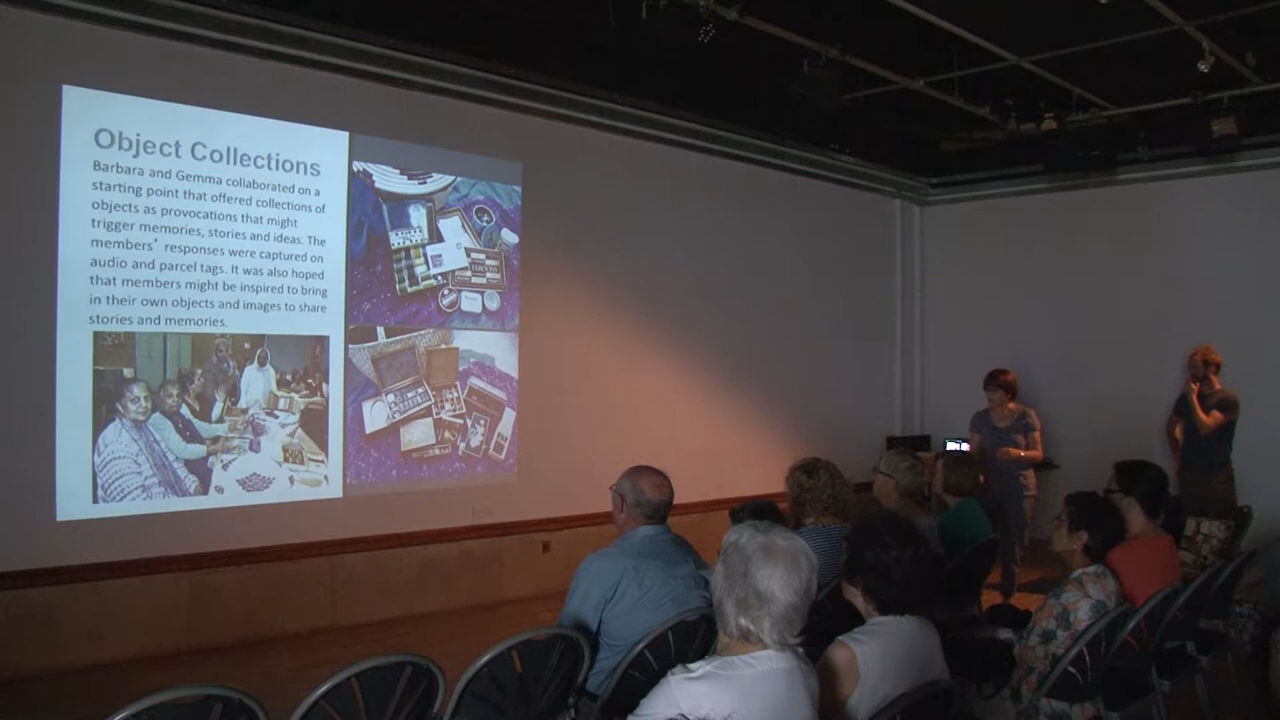 Object Collections
Barbara and Gemma collaborated on a
starting point that offered collections of
objects as provocations that might
trigger memories, stories and ideas. The
members' responses were captured on
audio and parcel tags. It was also hoped
that members might be inspired to bring
in their own objects and images to share
stories and memories.